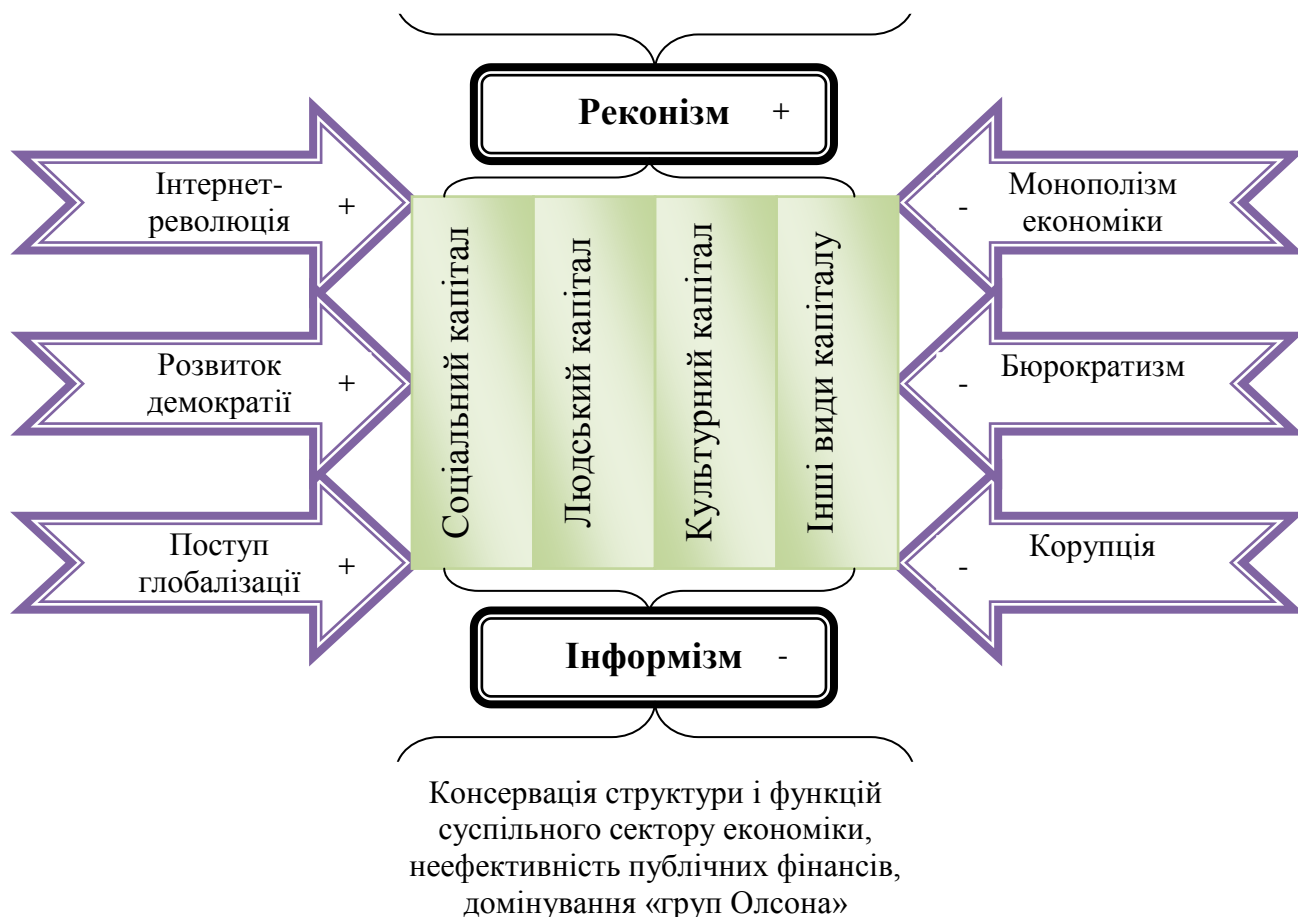 Реконізм +
Інтернет-
революція +
Розвиток
демократії +
Поступ
глобалізації +
Соціальний капітал
Людський капітал
Культурний капітал
Інші види капіталу
Монополізм
- економіки
Бюрократизм
-
Корупція
-
Інформізм -
Консервація структури і функцій
суспільного сектору економіки,
неефективність публічних фінансів,
домінування «груп Олсона»